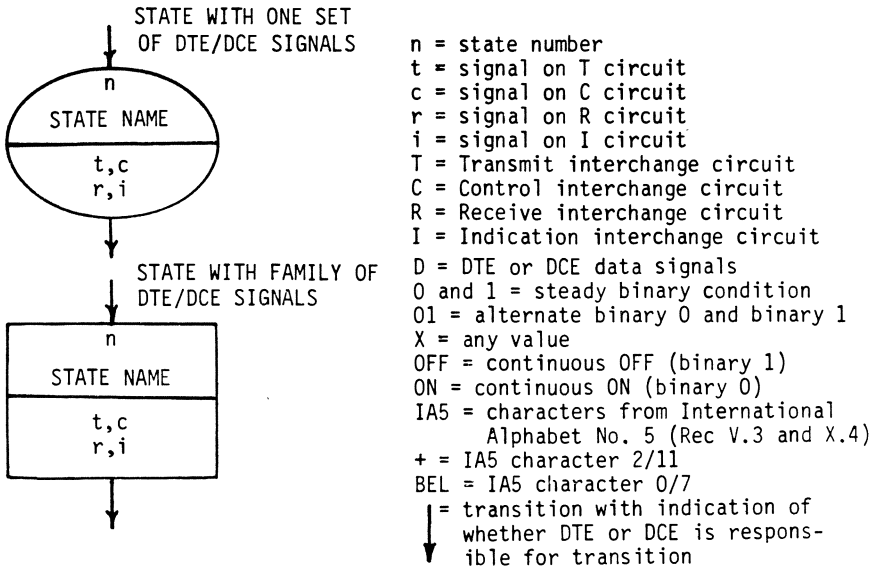 STATE WITH ONE SET
OF DTE/DCE SIGNALS
n
STATE NAME
t,c
r,i
STATE WITH FAMILY OF
DTE/DCE SIGNALS
n
STATE NAME
t,c
r,i
n = state number
t = signal on T circuit
c = signal on C circuit
r = signal on R circuit
i = signal on I circuit
T = Transmit interchange circuit
C = Control interchange circuit
R = Receive interchange circuit
I = Indication interchange circuit
D = DTE or DCE data signals
0 and 1 = steady binary condition
01 = alternate binary 0 and binary 1
X = any value
OFF = continuous OFF (binary 1)
ON = continuous ON (binary 0)
IA5 = characters from International
Alphabet No. 5 (Rec V.3 and X.4)
+ = IA5 character 2/11
BEL = IA5 character 0/7
= transition with indication of
whether DTE or DCE is respons-
ible for transition